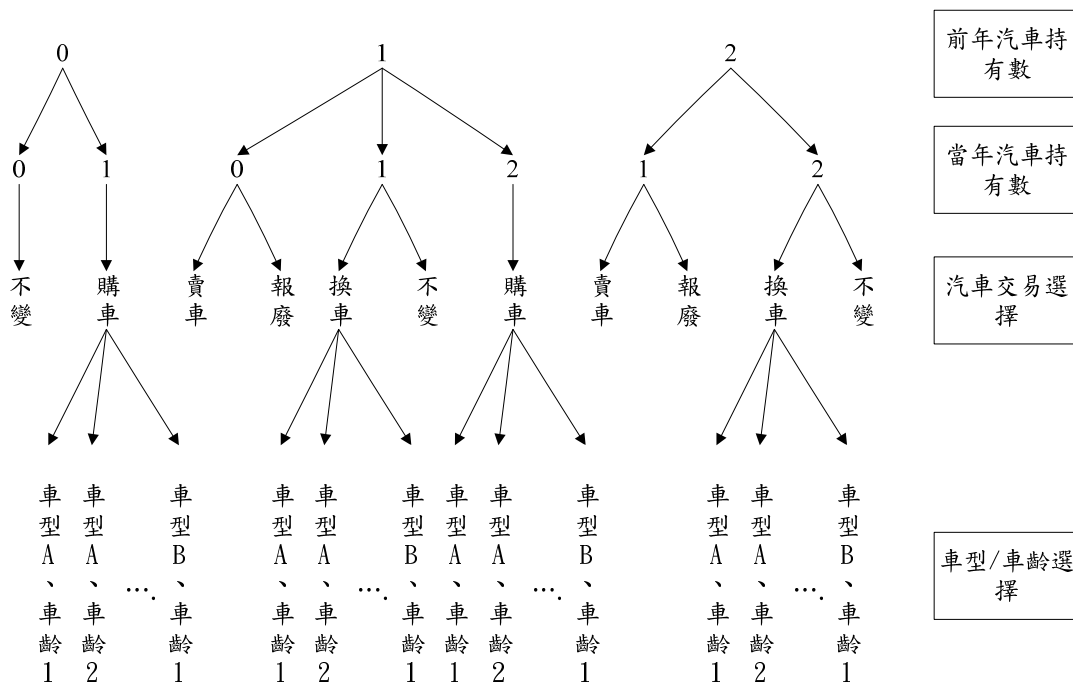 0
1
2
前年汽車持
有數
0
1
0
1
2
1
2
當年汽車持
有數
不變
購車
賣車
報廢
換車
不變
購車
賣車
報廢
換車
不變
汽車交易選
擇
車型A、車齡1
車型A、車齡2
….
車型B、車齡1
車型A、車齡1
車型A、車齡2
….
車型B、車齡1
車型A、車齡1
車型A、車齡2
….
車型B、車齡1
車型A、車齡1
車型A、車齡2
….
車型B、車齡1
車型/車齡選
擇